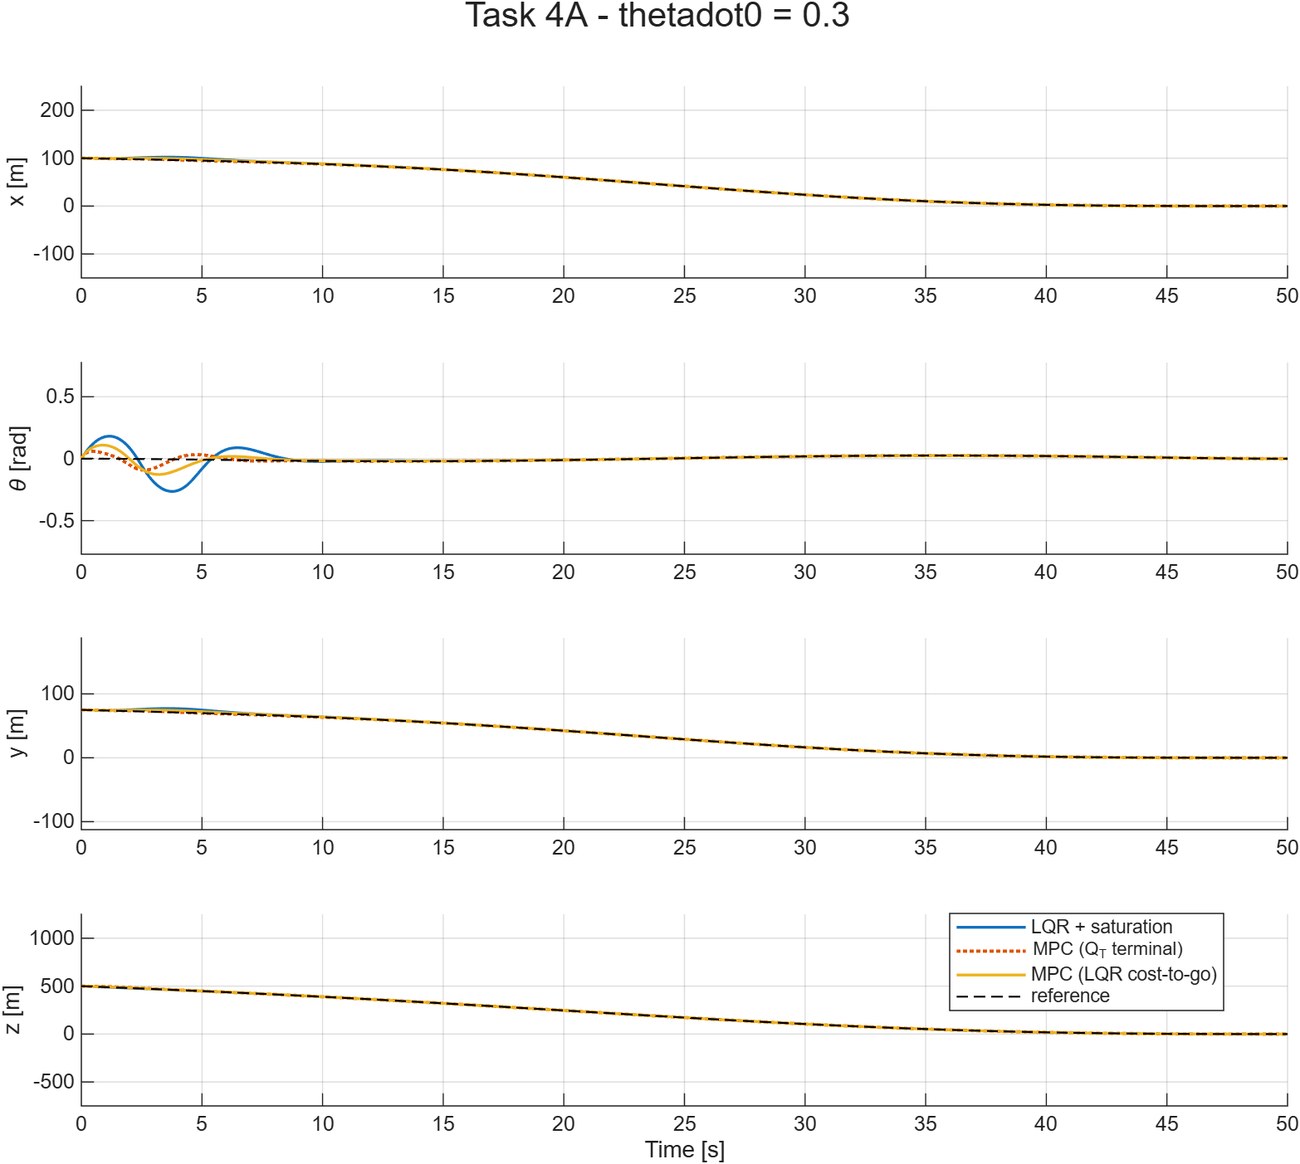 Task 4A - thetadot0 = 0.3
200
100
0
-100
x [m]
0 5 10 15 20 25 30 35 40 45 50
0.5
0
-0.5
θ [rad]
0 5 10 15 20 25 30 35 40 45 50
100
0
-100
y [m]
0 5 10 15 20 25 30 35 40 45 50
1000
500
0
-500
z [m]
LQR + saturation
MPC (Q_T terminal)
MPC (LQR cost-to-go)
reference
0 5 10 15 20 25 30 35 40 45 50
Time [s]